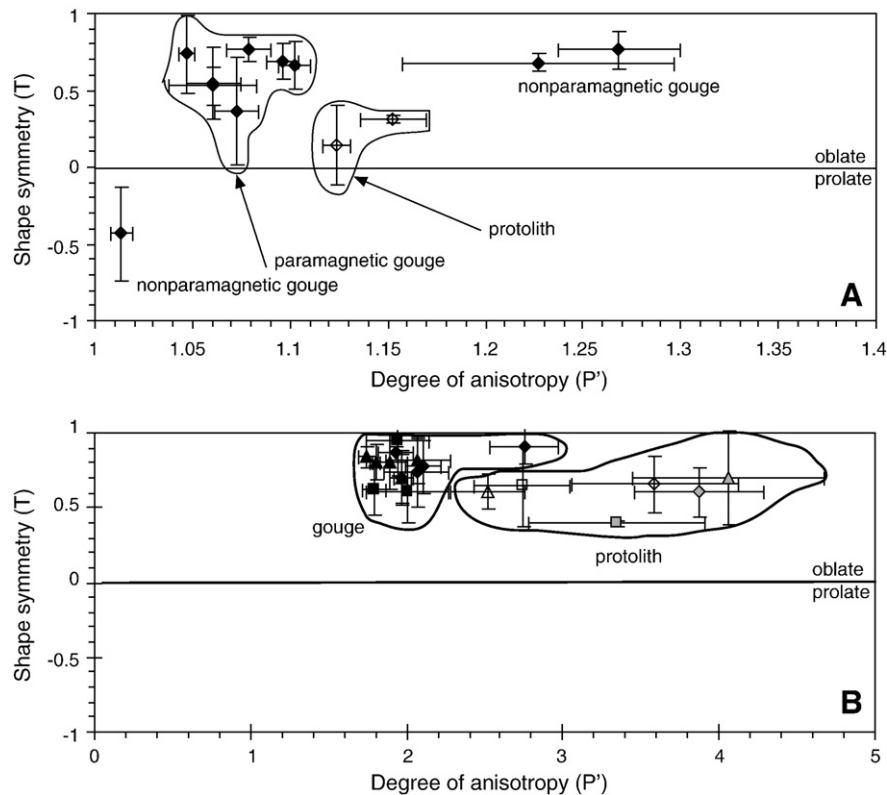 1
0.5
0
-0.5
-1
Shape symmetry (T)
nonparamagnetic gouge
oblate
prolate
protolith
paramagnetic gouge
nonparamagnetic gouge
A
1 1.05 1.1 1.15 1.2 1.25 1.3 1.35 1.4
Degree of anisotropy (P')
1
0.5
0
-0.5
-1
Shape symmetry (T)
gouge
protolith
oblate
prolate
B
0 1 2 3 4 5
Degree of anisotropy (P')